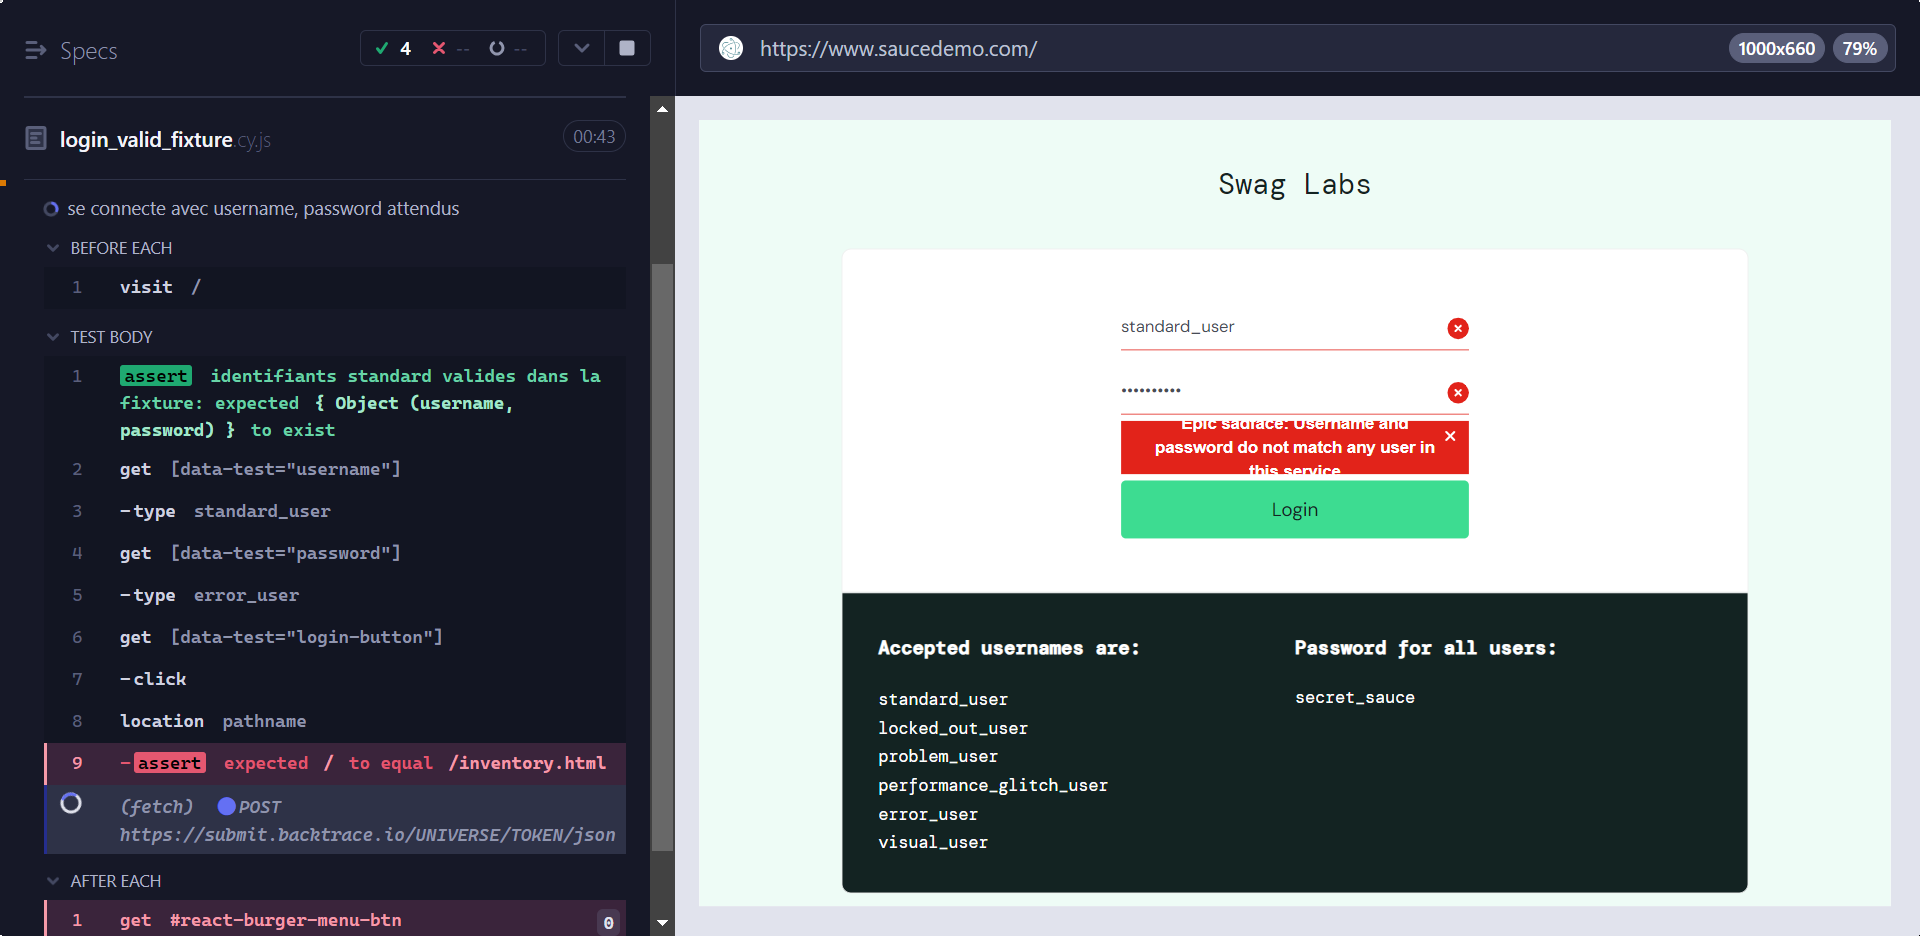 Specs
4 -- --
login_valid_fixture.cy.js 00:43
se connecte avec username, password attendus
BEFORE EACH
1 visit /
TEST BODY
1 assert identifiants standard valides dans la
fixture: expected { Object (username,
password) } to exist
2 get [data-test="username"]
3 -type standard_user
4 get [data-test="password"]
5 -type error_user
6 get [data-test="login-button"]
7 -click
8 location pathname
9 -assert expected / to equal /inventory.html
(fetch) POST
https://submit.backtrace.io/UNIVERSE/TOKEN/json
AFTER EACH
1 get #react-burger-menu-btn 0
https://www.saucedemo.com/ 1000x660 79%
Swag Labs
standard_user
••••••••••
Epic sadface: Username and
password do not match any user in
this service
Login
Accepted usernames are:
standard_user
locked_out_user
problem_user
performance_glitch_user
error_user
visual_user
Password for all users:
secret_sauce